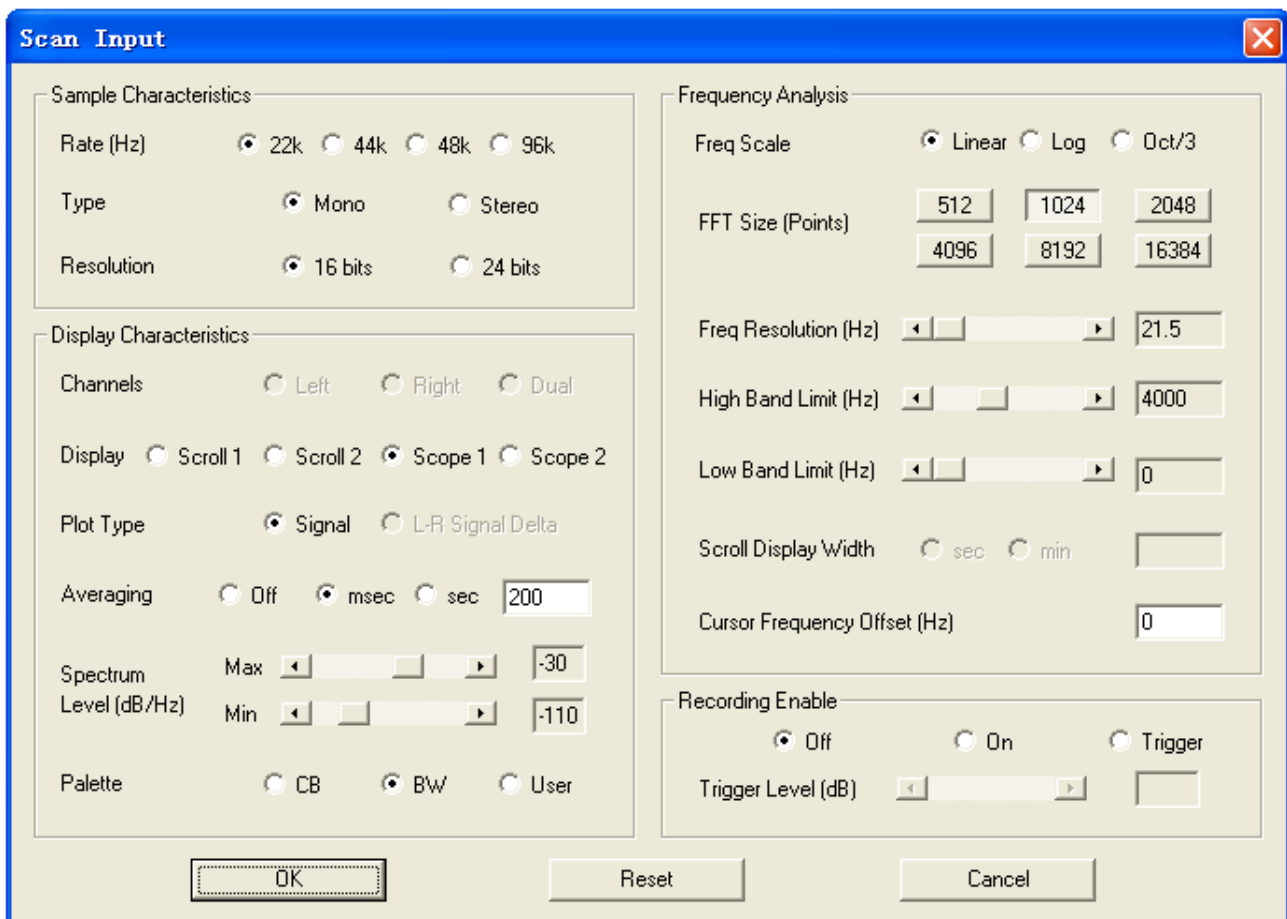 Scan Input
Sample Characteristics
Rate (Hz) 22k 44k 48k 96k
Type Mono Stereo
Resolution 16 bits 24 bits
Display Characteristics
Channels Left Right Dual
Display Scroll 1 Scroll 2 Scope 1 Scope 2
Plot Type Signal L-R Signal Delta
Averaging Off msec sec 200
Spectrum
Level (dB/Hz)
Max -30
Min -110
Palette CB BW User
Frequency Analysis
Freq Scale Linear Log Oct/3
FFT Size (Points)
512 1024 2048
4096 8192 16384
Freq Resolution (Hz) 21.5
High Band Limit (Hz) 4000
Low Band Limit (Hz) 0
Scroll Display Width sec min
Cursor Frequency Offset (Hz) 0
Recording Enable
Off On Trigger
Trigger Level (dB)
OK Reset Cancel